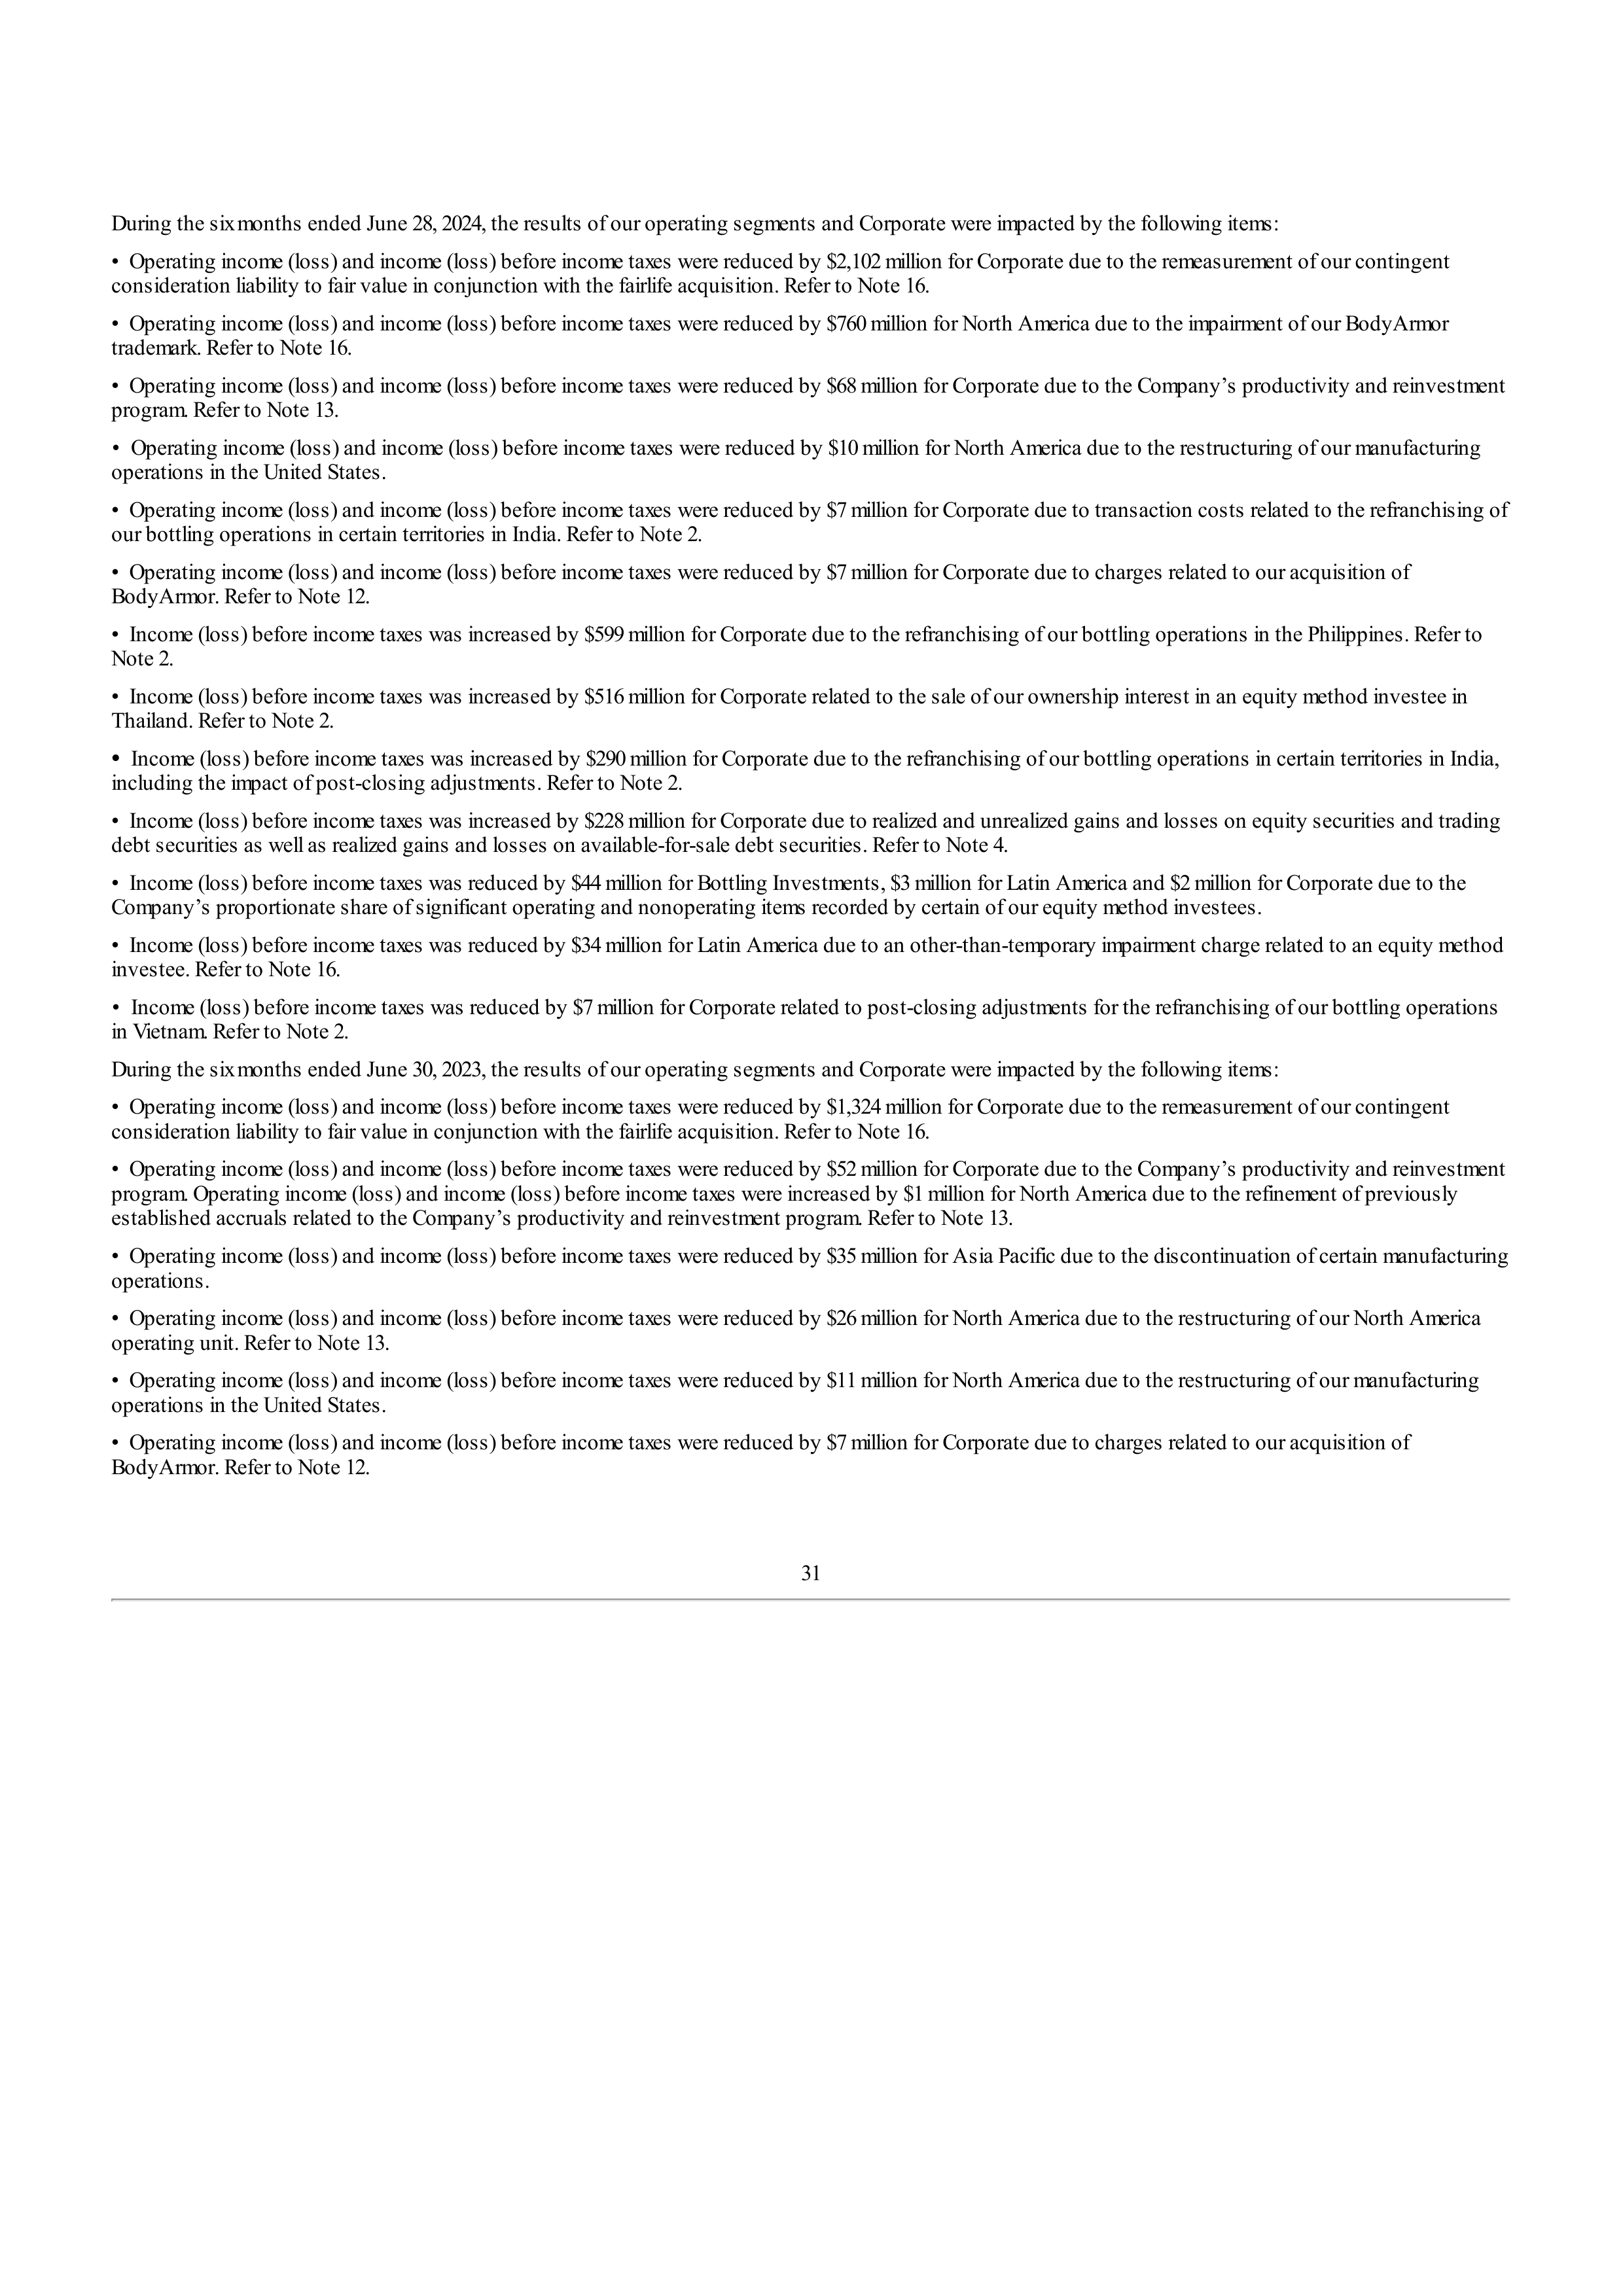 During the six months ended June 28, 2024, the results of our operating segments and Corporate were impacted by the following items:
• Operating income (loss) and income (loss) before income taxes were reduced by $2,102 million for Corporate due to the remeasurement of our contingent
consideration liability to fair value in conjunction with the fairlife acquisition. Refer to Note 16.
• Operating income (loss) and income (loss) before income taxes were reduced by $760 million for North America due to the impairment of our BodyArmor
trademark. Refer to Note 16.
• Operating income (loss) and income (loss) before income taxes were reduced by $68 million for Corporate due to the Company’s productivity and reinvestment
program. Refer to Note 13.
• Operating income (loss) and income (loss) before income taxes were reduced by $10 million for North America due to the restructuring of our manufacturing
operations in the United States.
• Operating income (loss) and income (loss) before income taxes were reduced by $7 million for Corporate due to transaction costs related to the refranchising of
our bottling operations in certain territories in India. Refer to Note 2.
• Operating income (loss) and income (loss) before income taxes were reduced by $7 million for Corporate due to charges related to our acquisition of
BodyArmor. Refer to Note 12.
• Income (loss) before income taxes was increased by $599 million for Corporate due to the refranchising of our bottling operations in the Philippines. Refer to
Note 2.
• Income (loss) before income taxes was increased by $516 million for Corporate related to the sale of our ownership interest in an equity method investee in
Thailand. Refer to Note 2.
• Income (loss) before income taxes was increased by $290 million for Corporate due to the refranchising of our bottling operations in certain territories in India,
including the impact of post-closing adjustments. Refer to Note 2.
• Income (loss) before income taxes was increased by $228 million for Corporate due to realized and unrealized gains and losses on equity securities and trading
debt securities as well as realized gains and losses on available-for-sale debt securities. Refer to Note 4.
• Income (loss) before income taxes was reduced by $44 million for Bottling Investments, $3 million for Latin America and $2 million for Corporate due to the
Company’s proportionate share of significant operating and nonoperating items recorded by certain of our equity method investees.
• Income (loss) before income taxes was reduced by $34 million for Latin America due to an other-than-temporary impairment charge related to an equity method
investee. Refer to Note 16.
• Income (loss) before income taxes was reduced by $7 million for Corporate related to post-closing adjustments for the refranchising of our bottling operations
in Vietnam. Refer to Note 2.
During the six months ended June 30, 2023, the results of our operating segments and Corporate were impacted by the following items:
• Operating income (loss) and income (loss) before income taxes were reduced by $1,324 million for Corporate due to the remeasurement of our contingent
consideration liability to fair value in conjunction with the fairlife acquisition. Refer to Note 16.
• Operating income (loss) and income (loss) before income taxes were reduced by $52 million for Corporate due to the Company’s productivity and reinvestment
program. Operating income (loss) and income (loss) before income taxes were increased by $1 million for North America due to the refinement of previously
established accruals related to the Company’s productivity and reinvestment program. Refer to Note 13.
• Operating income (loss) and income (loss) before income taxes were reduced by $35 million for Asia Pacific due to the discontinuation of certain manufacturing
operations.
• Operating income (loss) and income (loss) before income taxes were reduced by $26 million for North America due to the restructuring of our North America
operating unit. Refer to Note 13.
• Operating income (loss) and income (loss) before income taxes were reduced by $11 million for North America due to the restructuring of our manufacturing
operations in the United States.
• Operating income (loss) and income (loss) before income taxes were reduced by $7 million for Corporate due to charges related to our acquisition of
BodyArmor. Refer to Note 12.
31